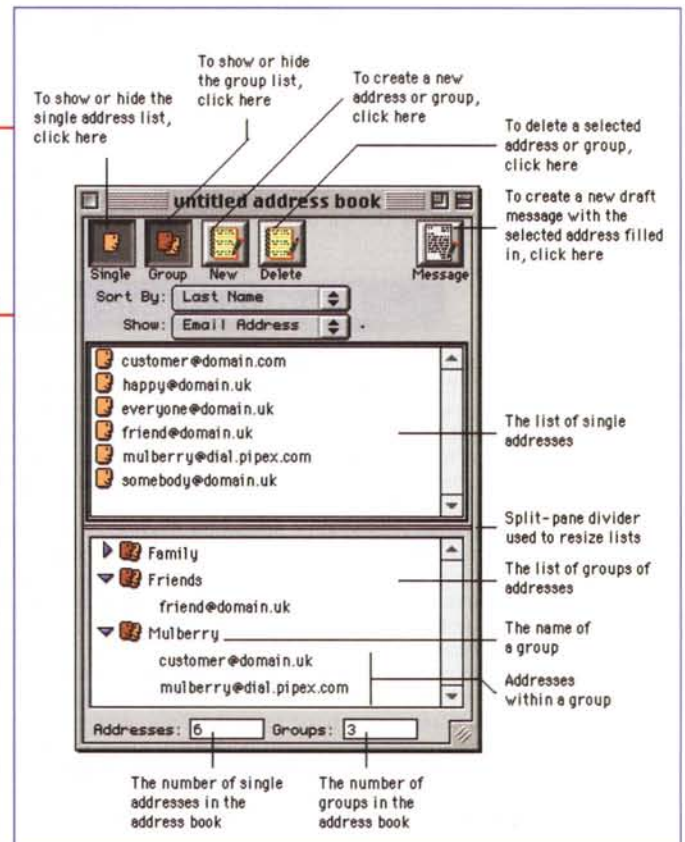 To show or hide the
single address list,
click here
To show or hide
the group list,
click here
To create a new
address or group,
click here
To delete a selected
address or group,
click here
To create a new draft
message with the
selected address filled
in, click here
untitled address book
Single Group New Delete Message
Sort By: Last Name
Show: Email Address
customer@domain.com
happy@domain.uk
everyone@domain.uk
friend@domain.uk
mulberry@dial.pipex.com
somebody@domain.uk
The list of single
addresses
Split-pane divider
used to resize lists
Family
Friends
friend@domain.uk
Mulberry
customer@domain.uk
mulberry@dial.pipex.com
The list of groups of
addresses
The name of
a group
Addresses
within a group
Addresses: 6 Groups: 3
The number of single
addresses in the
address book
The number of
groups in the
address book